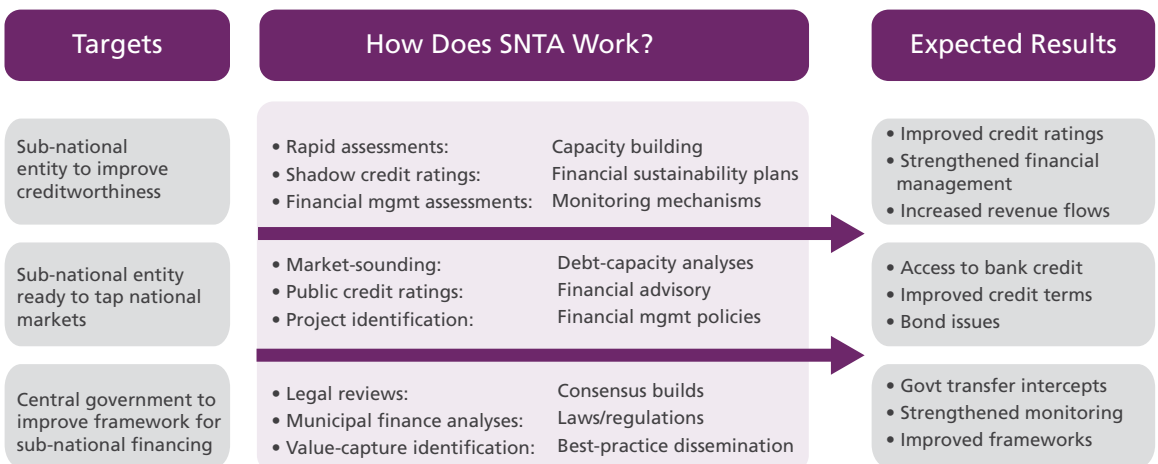 Targets
How Does SNTA Work?
Expected Results
Sub-national
entity to improve
creditworthiness
• Rapid assessments: Capacity building
• Shadow credit ratings: Financial sustainability plans
• Financial mgmt assessments: Monitoring mechanisms
• Improved credit ratings
• Strengthened financial
management
• Increased revenue flows
Sub-national entity
ready to tap national
markets
• Market-sounding: Debt-capacity analyses
• Public credit ratings: Financial advisory
• Project identification: Financial mgmt policies
• Access to bank credit
• Improved credit terms
• Bond issues
Central government to
improve framework for
sub-national financing
• Legal reviews: Consensus builds
• Municipal finance analyses: Laws/regulations
• Value-capture identification: Best-practice dissemination
• Govt transfer intercepts
• Strengthened monitoring
• Improved frameworks